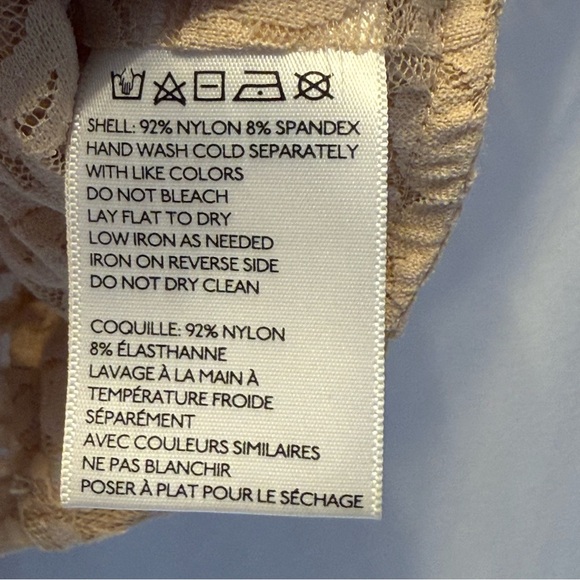 SHELL: 92% NYLON 8% SPANDEX
HAND WASH COLD SEPARATELY
WITH LIKE COLORS
DO NOT BLEACH
LAY FLAT TO DRY
LOW IRON AS NEEDED
IRON ON REVERSE SIDE
DO NOT DRY CLEAN
COQUILLE: 92% NYLON
8% ÉLASTHANNE
LAVAGE À LA MAIN À
TEMPÉRATURE FROIDE
SÉPARÉMENT
AVEC COULEURS SIMILAIRES
NE PAS BLANCHIR
POSER À PLAT POUR LE SÉCHAGE